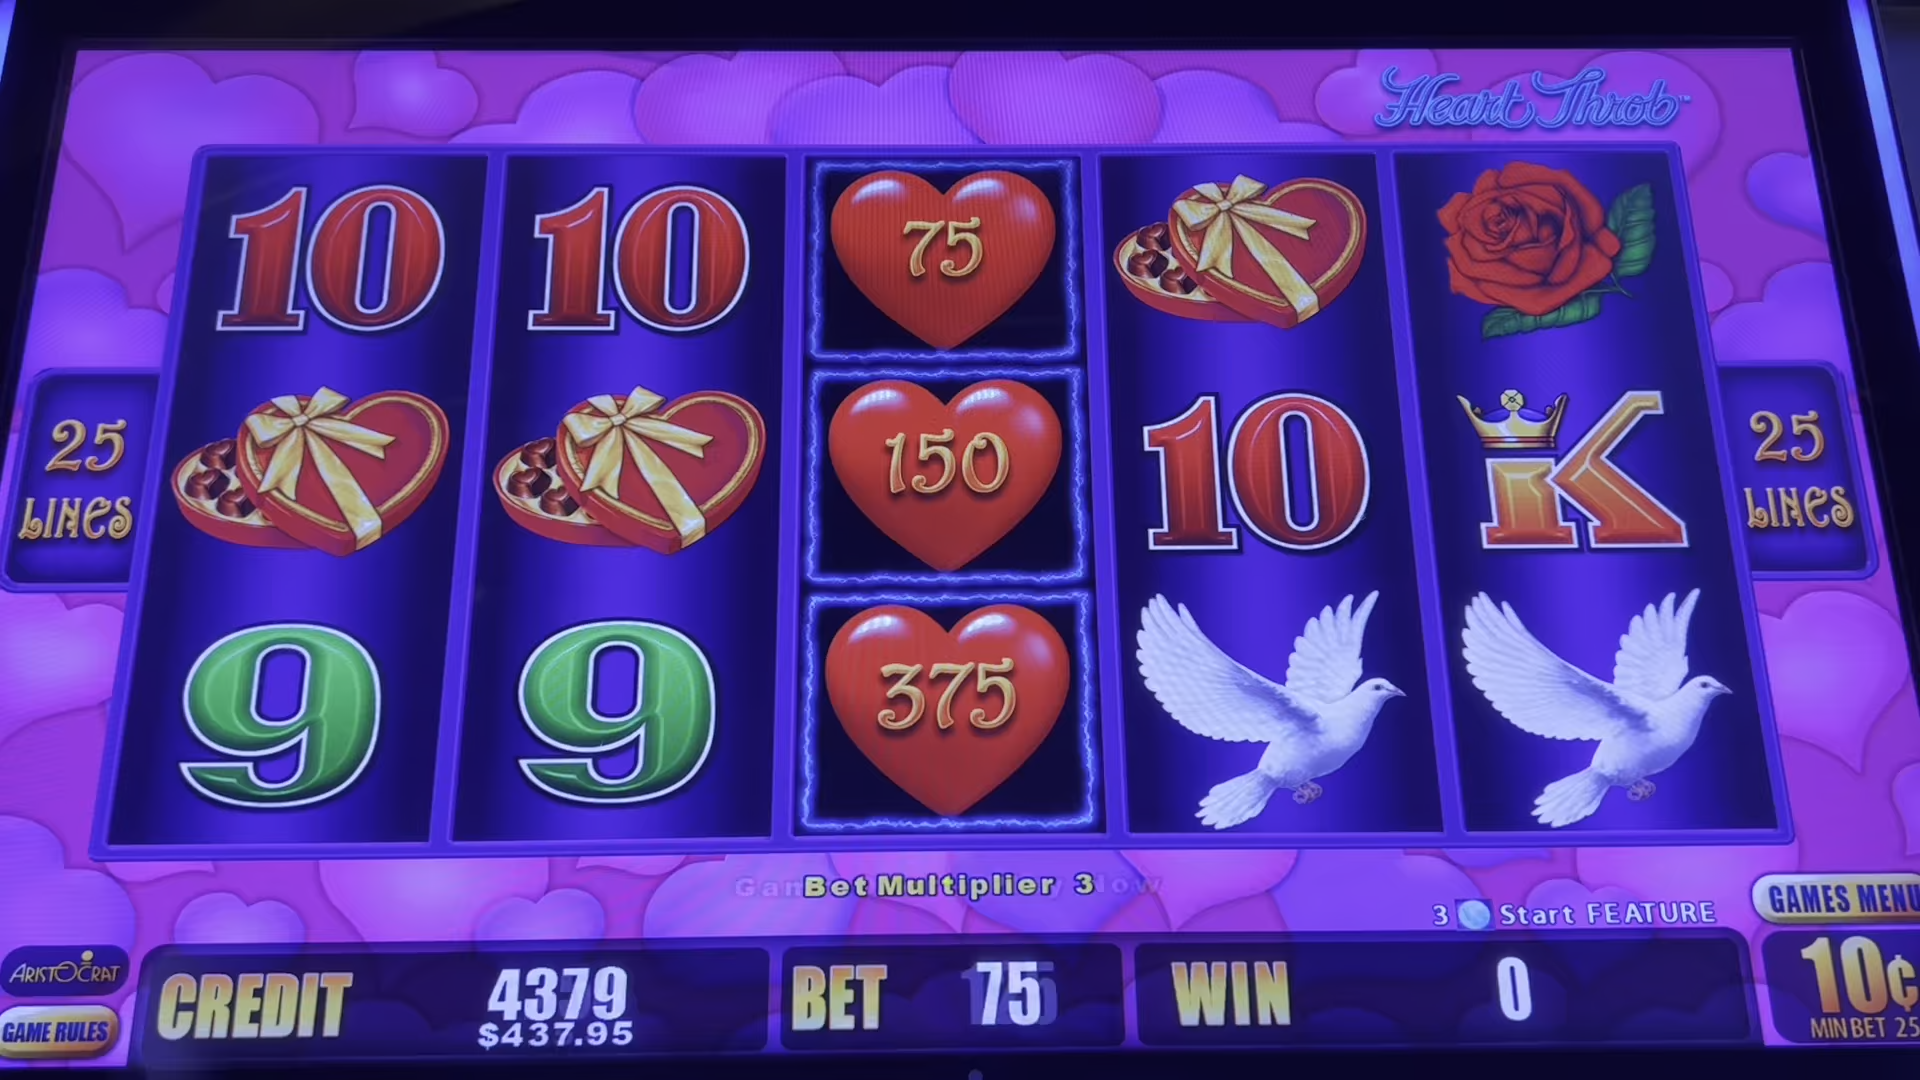 Heart Throb™
10 10 75
150 10 K
9 9 375
25
LINES
25
LINES
Bet Multiplier 3
3 Start FEATURE
GAMES MENU
ARISTOCRAT
GAME RULES
CREDIT 4379
$437.95
BET 75
WIN 0
10¢
MIN BET 25